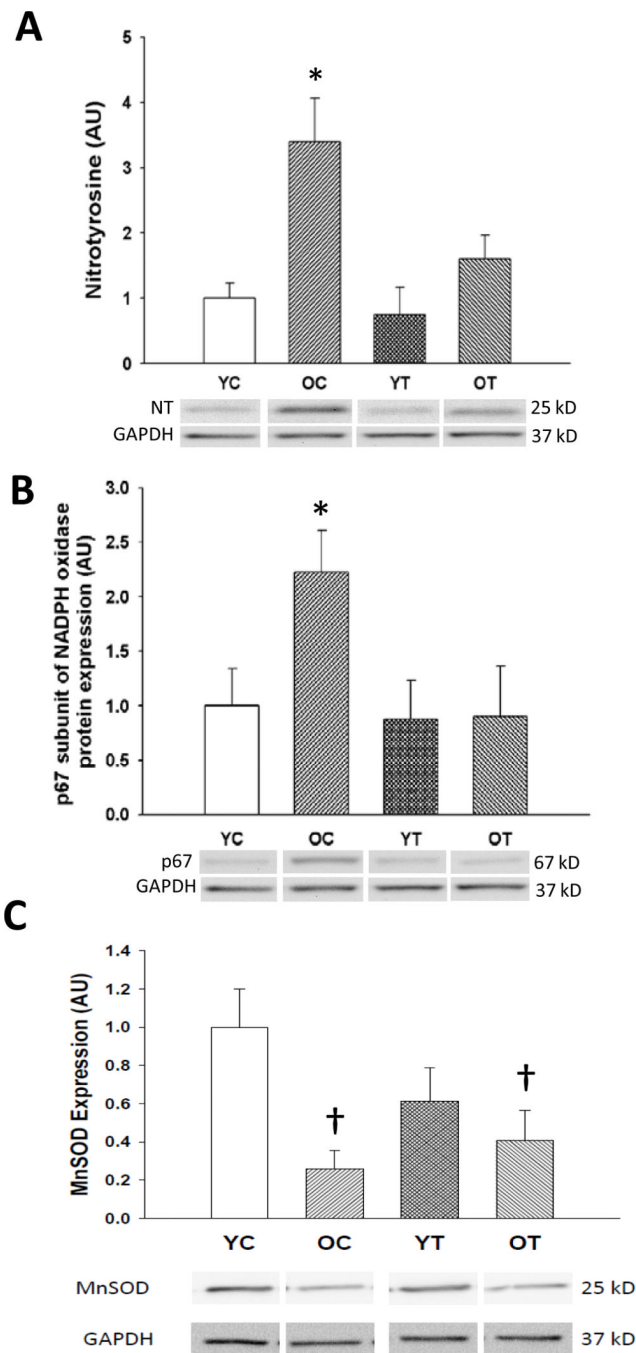 A
Nitrotyrosine (AU)
5
4
3
2
1
0
*
YC OC YT OT
NT 25 kD
GAPDH 37 kD
B
p67 subunit of NADPH oxidase
protein expression (AU)
3.0
2.5
2.0
1.5
1.0
0.5
0.0
*
YC OC YT OT
p67 67 kD
GAPDH 37 kD
C
MnSOD Expression (AU)
1.4
1.2
1.0
0.8
0.6
0.4
0.2
0.0
† †
YC OC YT OT
MnSOD 25 kD
GAPDH 37 kD